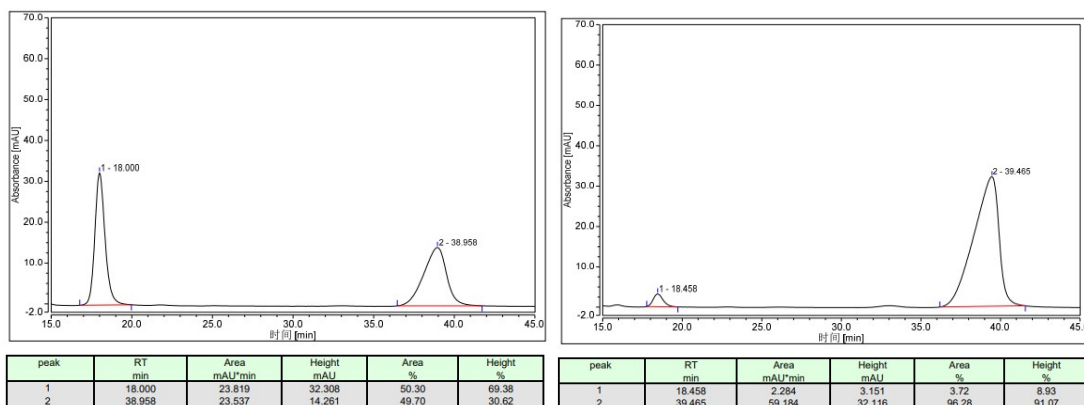 70.0
60.0
50.0
40.0
30.0
20.0
10.0
-2.0
Absorbance [mAU]
1 - 18.000
2 - 38.958
15.0 20.0 25.0 30.0 35.0 40.0 45.0
时间 [min]
peak RT Area Height Area Height
min mAU*min mAU % %
1 18.000 23.819 32.308 50.30 69.38
2 38.958 23.537 14.261 49.70 30.62
70.0
60.0
50.0
40.0
30.0
20.0
10.0
-2.0
Absorbance [mAU]
1 - 18.458
2 - 39.465
15.0 20.0 25.0 30.0 35.0 40.0 45.0
时间 [min]
peak RT Area Height Area Height
min mAU*min mAU % %
1 18.458 2.284 3.151 3.72 8.93
2 39.465 59.184 32.116 96.28 91.07